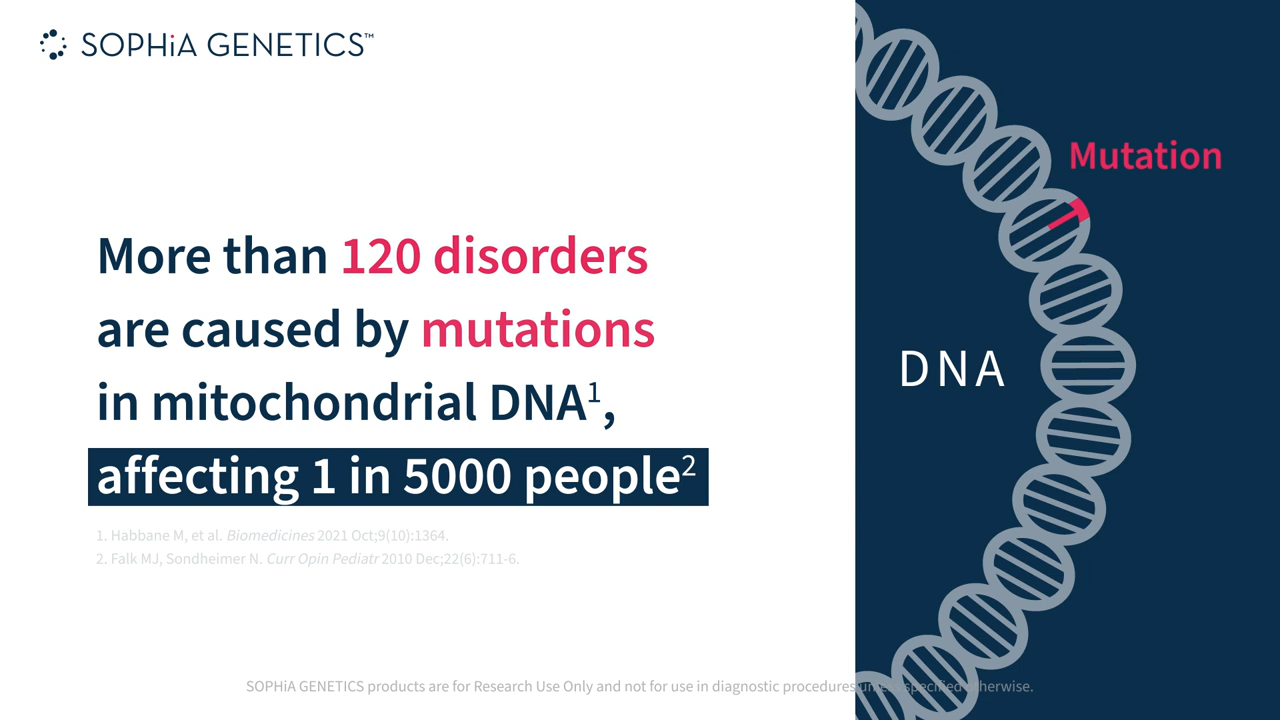 SOPHiA GENETICS™
Mutation
More than 120 disorders
are caused by mutations
in mitochondrial DNA¹,
affecting 1 in 5000 people²
DNA
1. Habbane M, et al. Biomedicines 2021 Oct;9(10):1364.
2. Falk MJ, Sondheimer N. Curr Opin Pediatr 2010 Dec;22(6):711-6.
SOPHiA GENETICS products are for Research Use Only and not for use in diagnostic procedures unless specified otherwise.